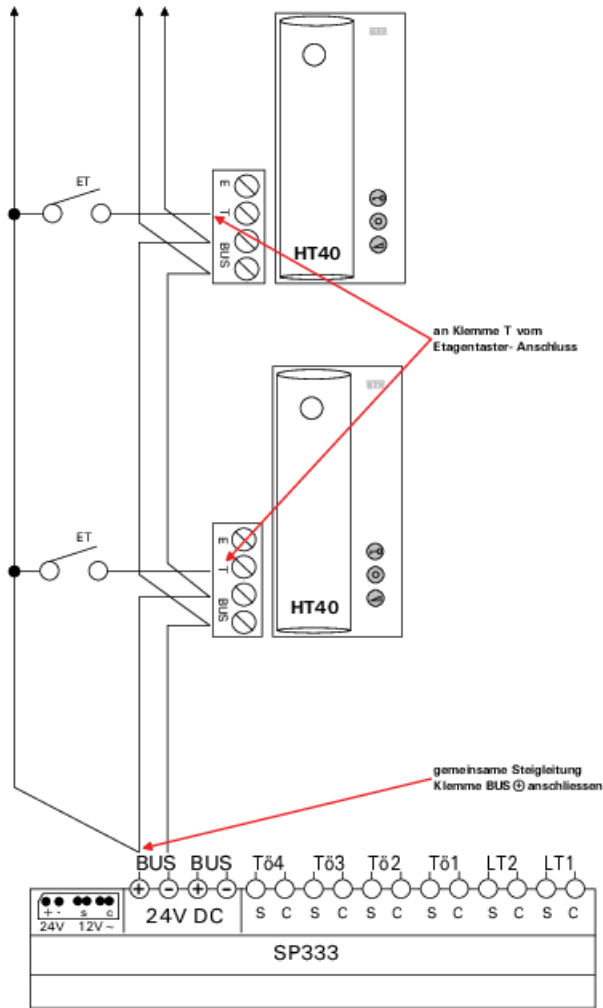 ET
E
T
BUS
HT40
an Klemme T vom
Etagentaster- Anschluss
ET
E
T
BUS
HT40
gemeinsame Steigleitung
Klemme BUS ⊕ anschliessen
BUS BUS Tö4 Tö3 Tö2 Tö1 LT2 LT1
+ - + -
+ - s c
24V 12V ~
24V DC
S C S C S C S C S C S C
SP333